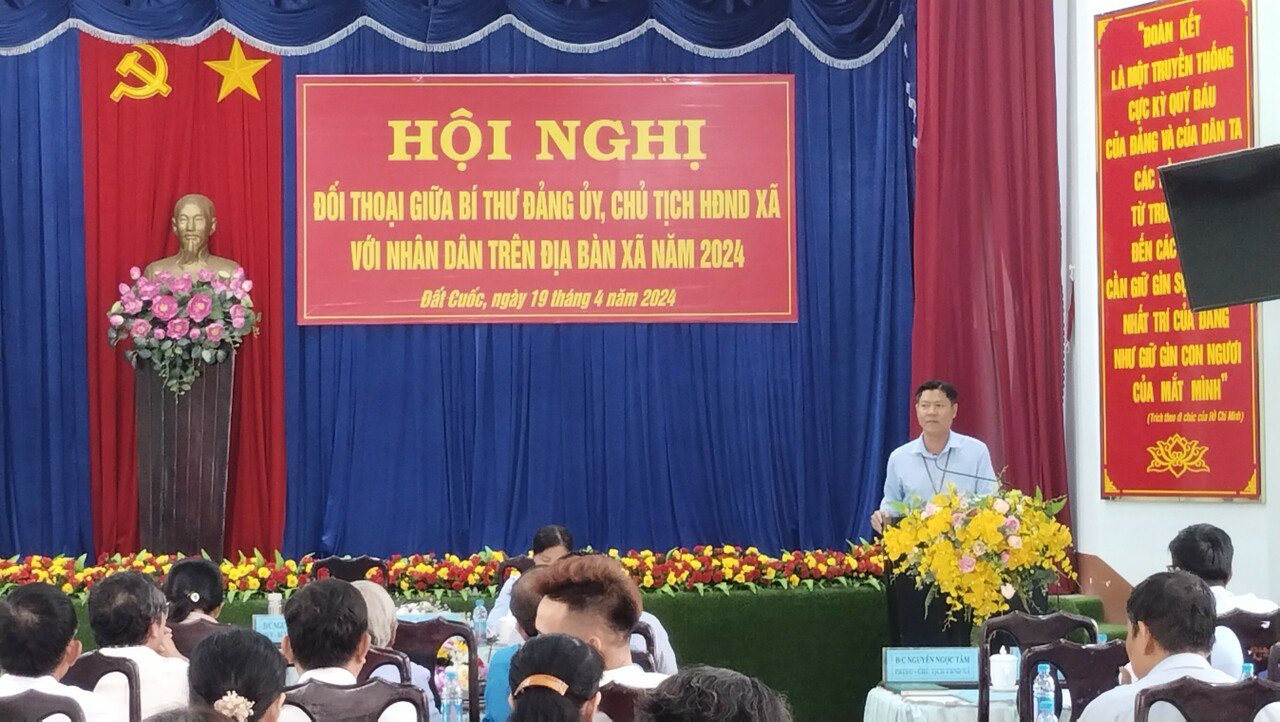 HỘI NGHỊ
ĐỐI THOẠI GIỮA BÍ THƯ ĐẢNG ỦY, CHỦ TỊCH HĐND XÃ
VỚI NHÂN DÂN TRÊN ĐỊA BÀN XÃ NĂM 2024
Đất Cuốc, ngày 19 tháng 4 năm 2024
"ĐOÀN KẾT
LÀ MỘT TRUYỀN THỐNG
CỰC KỲ QUÝ BÁU
CỦA ĐẢNG VÀ CỦA DÂN TA
CÁC
TỪ
ĐẾN CÁC
CẦN GIỮ GÌN
NHẤT TRÍ CỦA ĐẢNG
NHƯ GIỮ GÌN CON NGƯƠI
CỦA MẮT MÌNH"
(Trích theo di chúc của Hồ Chí Minh)
Đ/C NGUYỄN NGỌC TÂM
CHỦ TỊCH UBND XÃ
Đ/C